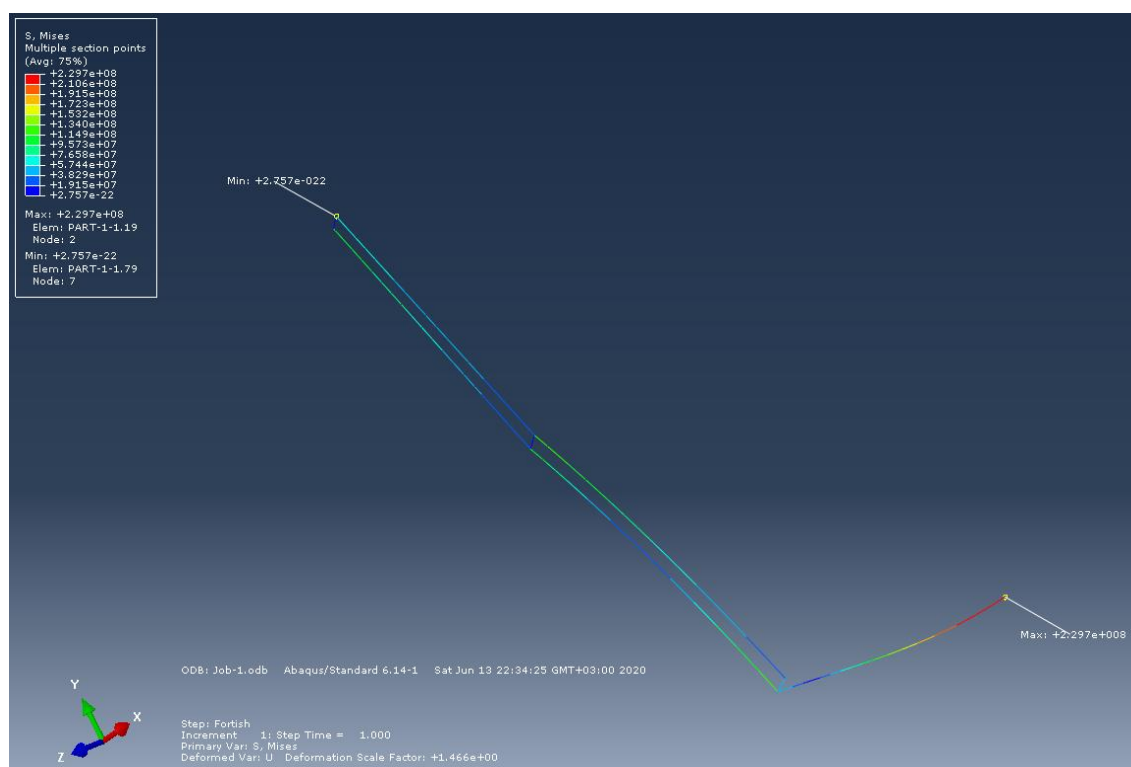 S, Mises
Multiple section points
(Avg: 75%)
+2.297e+08
+2.106e+08
+1.915e+08
+1.723e+08
+1.532e+08
+1.340e+08
+1.149e+08
+9.573e+07
+7.658e+07
+5.744e+07
+3.829e+07
+1.915e+07
+2.757e-22
Max: +2.297e+08
Elem: PART-1-1.19
Node: 2
Min: +2.757e-22
Elem: PART-1-1.79
Node: 7
Min: +2.757e-022
Max: +2.297e+008
ODB: Job-1.odb Abaqus/Standard 6.14-1 Sat Jun 13 22:34:25 GMT+03:00 2020
Y
X
Z
Step: Fortish
Increment 1: Step Time = 1.000
Primary Var: S, Mises
Deformed Var: U Deformation Scale Factor: +1.466e+00